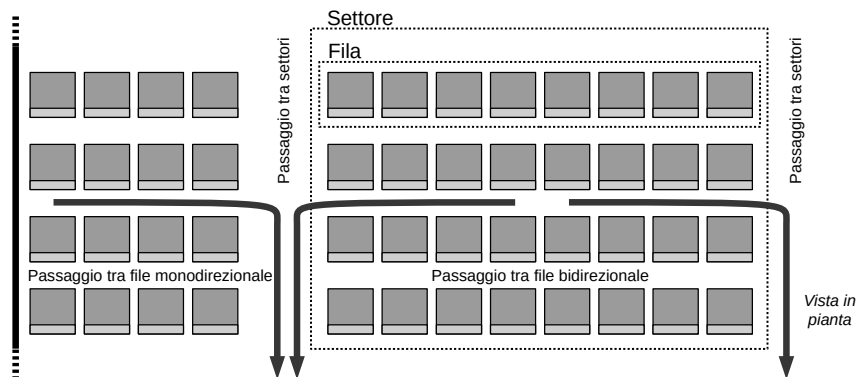 Settore
Fila
Passaggio tra settori
Passaggio tra settori
Passaggio tra file monodirezionale
Passaggio tra file bidirezionale
Vista in
pianta